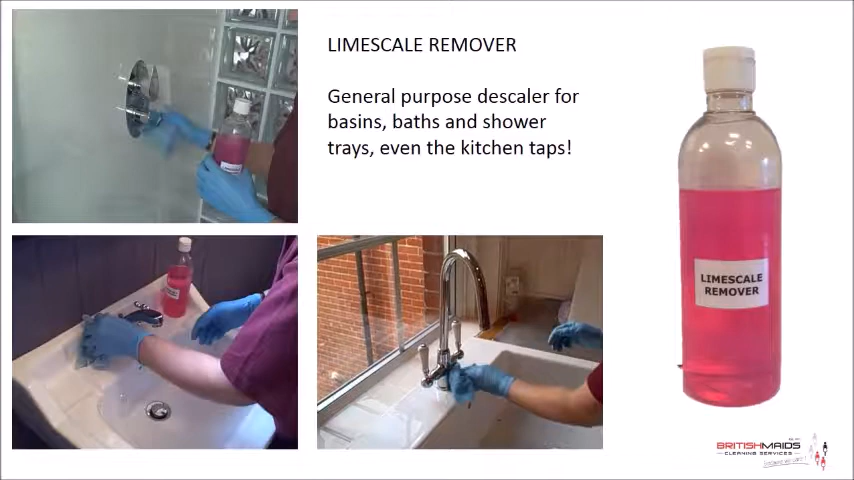 LIMESCALE REMOVER
General purpose descaler for
basins, baths and shower
trays, even the kitchen taps!
LIMESCALE
REMOVER
BRITISHMAIDS
CLEANING SERVICES